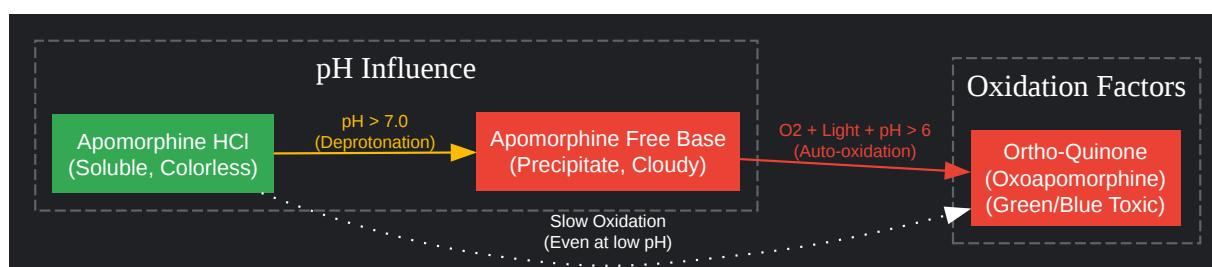 pH Influence
Apomorphine HCl
(Soluble, Colorless)
pH > 7.0
(Deprotonation)
Apomorphine Free Base
(Precipitate, Cloudy)
O2 + Light + pH > 6
(Auto-oxidation)
Oxidation Factors
Ortho-Quinone
(Oxoapomorphine)
(Green/Blue Toxic)
Slow Oxidation
(Even at low pH)